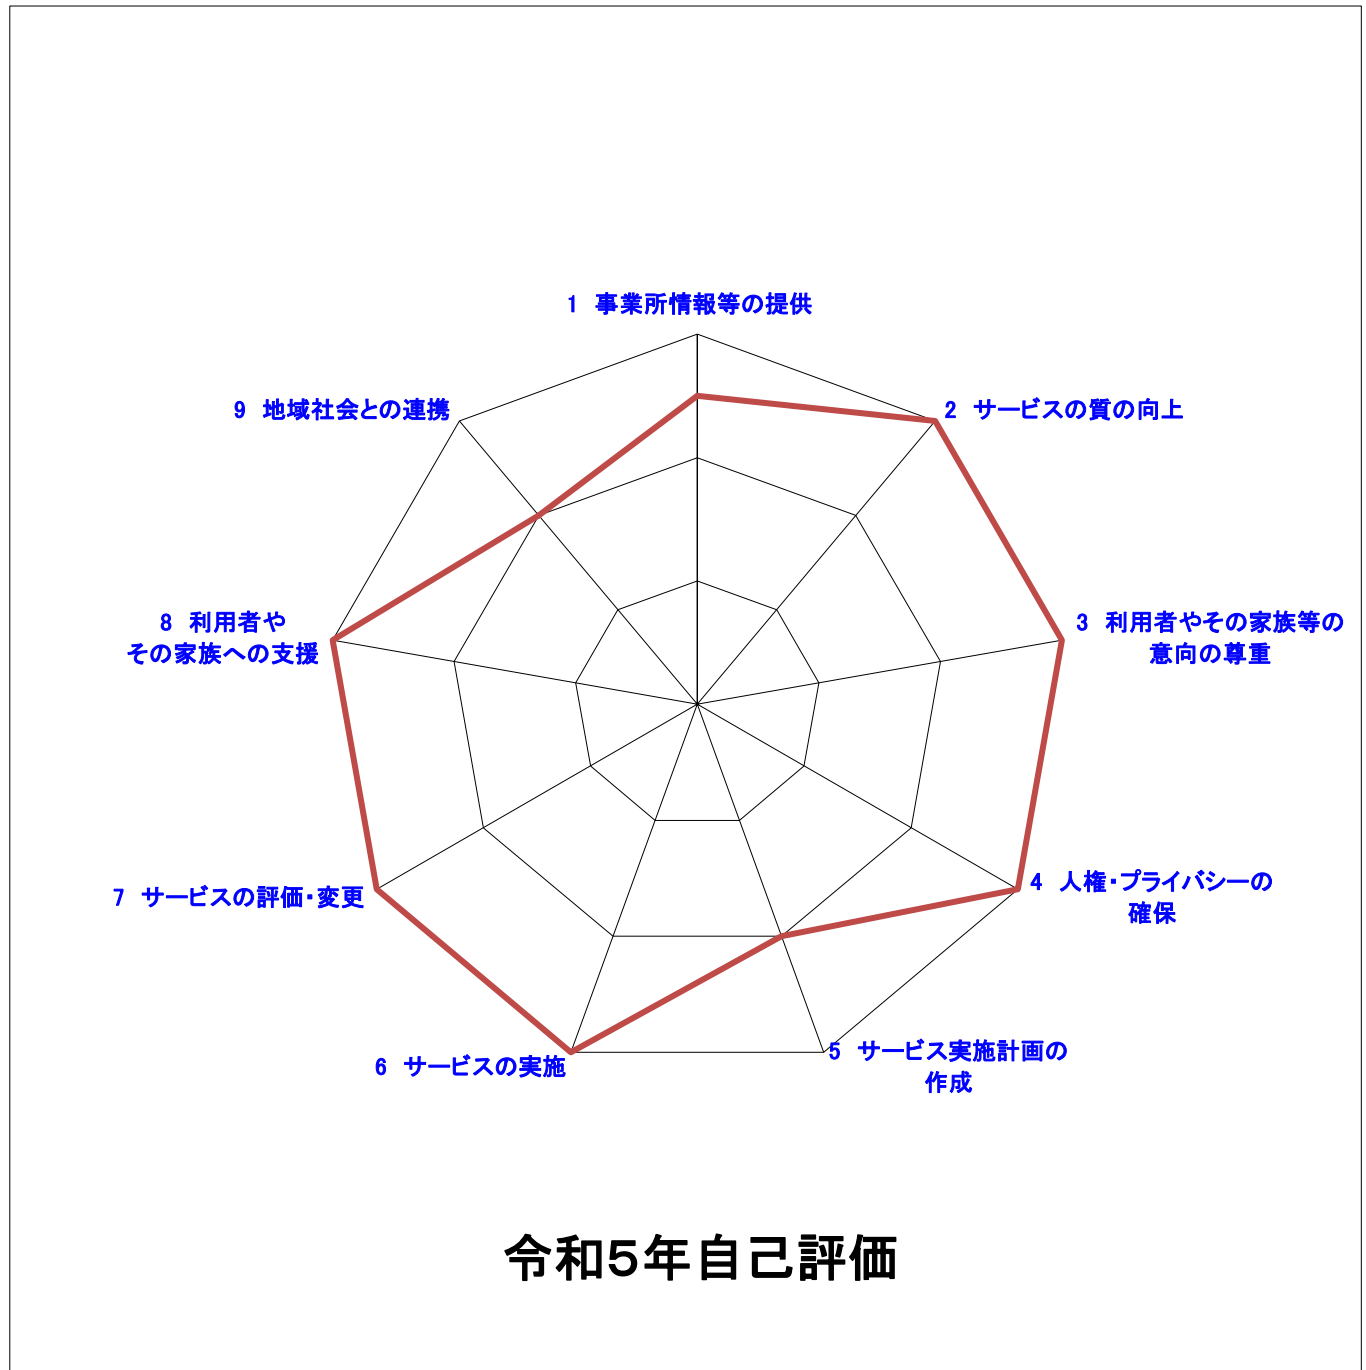 1 事業所情報等の提供
2 サービスの質の向上
3 利用者やその家族等の
意向の尊重
4 人権・プライバシーの
確保
5 サービス実施計画の
作成
6 サービスの実施
7 サービスの評価・変更
8 利用者や
その家族への支援
9 地域社会との連携
令和5年自己評価